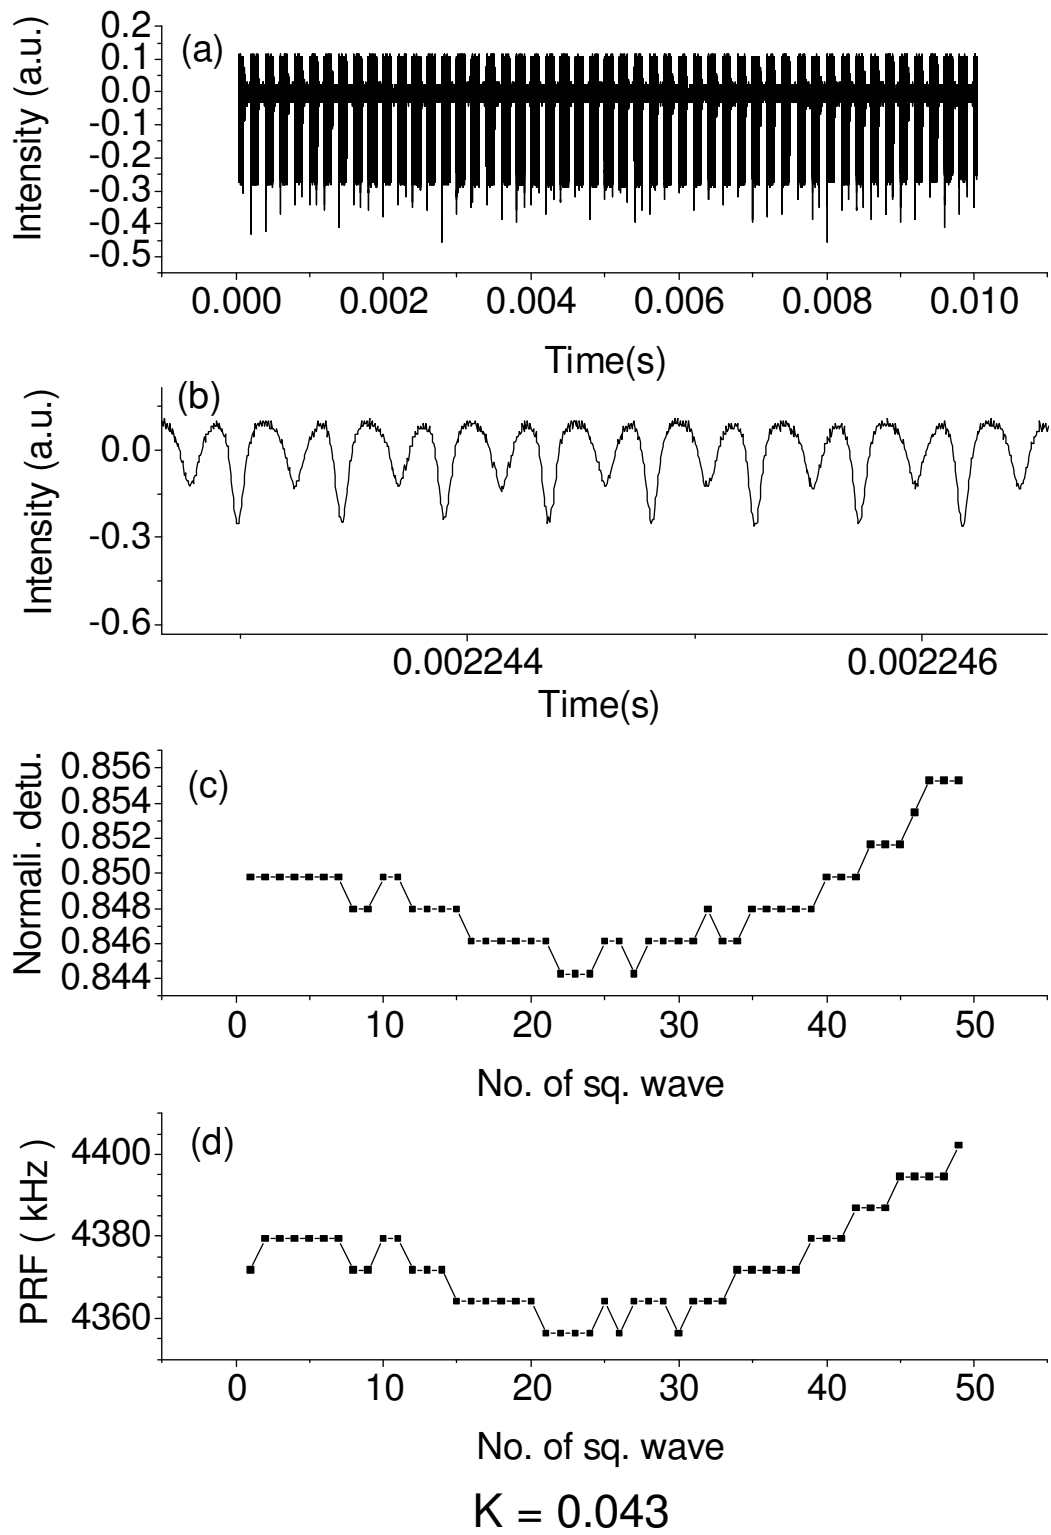 (a)
Intensity (a.u.)
0.2
0.1
0.0
-0.1
-0.2
-0.3
-0.4
-0.5
0.000 0.002 0.004 0.006 0.008 0.010
Time(s)
(b)
Intensity (a.u.)
0.0
-0.3
-0.6
0.002244 0.002246
Time(s)
(c)
Normali. detu.
0.856
0.854
0.852
0.850
0.848
0.846
0.844
0 10 20 30 40 50
No. of sq. wave
(d)
PRF ( kHz )
4400
4380
4360
0 10 20 30 40 50
No. of sq. wave
K = 0.043